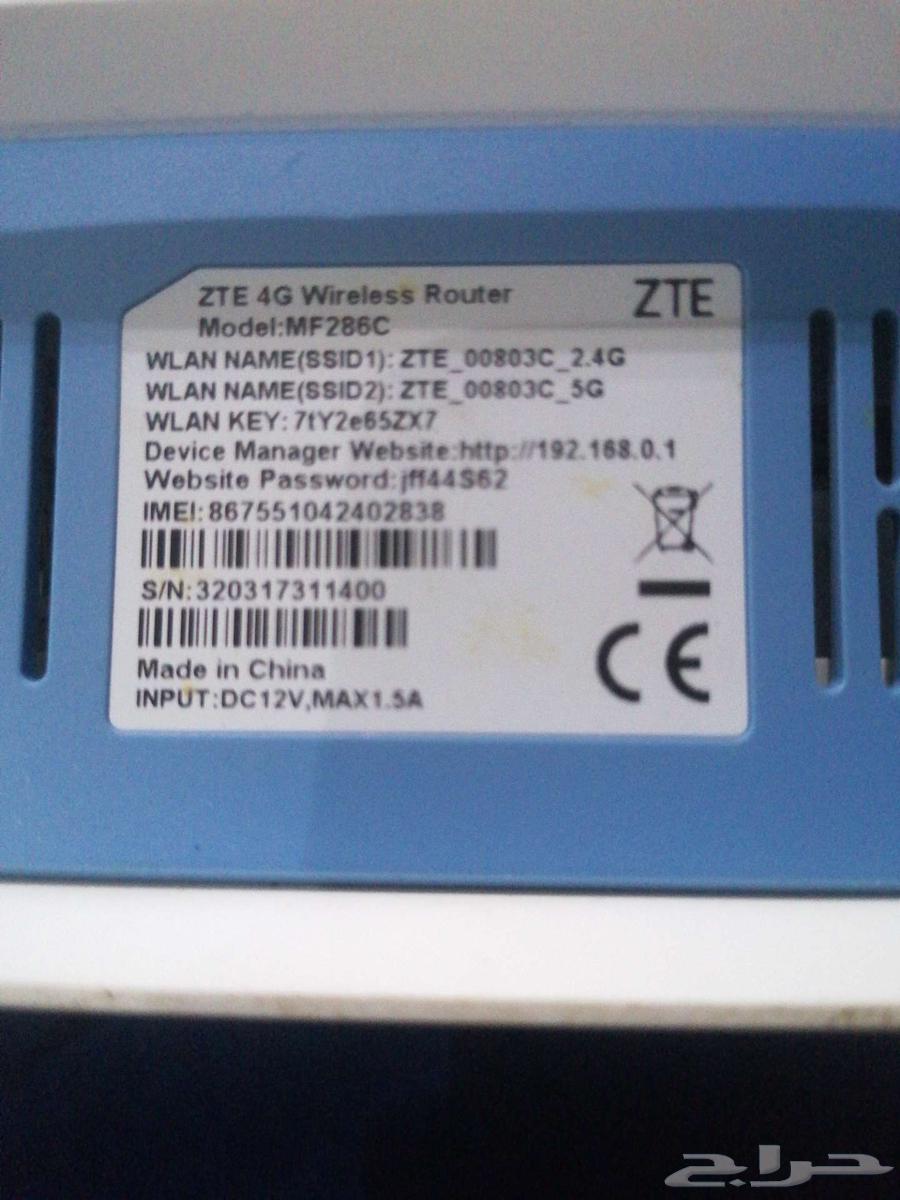 ZTE 4G Wireless Router
ZTE
Model:MF286C
WLAN NAME(SSID1): ZTE_00803C_2.4G
WLAN NAME(SSID2): ZTE_00803C_5G
WLAN KEY: 7tY2e65ZX7
Device Manager Website:http://192.168.0.1
Website Password:jff44S62
IMEI: 867551042402838
S/N:320317311400
Made in China
INPUT:DC12V,MAX1.5A
CE
حراج